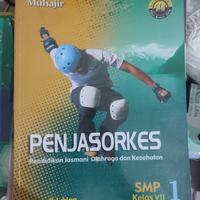 Muhajir
PENJASORKES
Pendidikan Jasmani Olahraga dan Kesehatan
SMP 1
Kelas VII